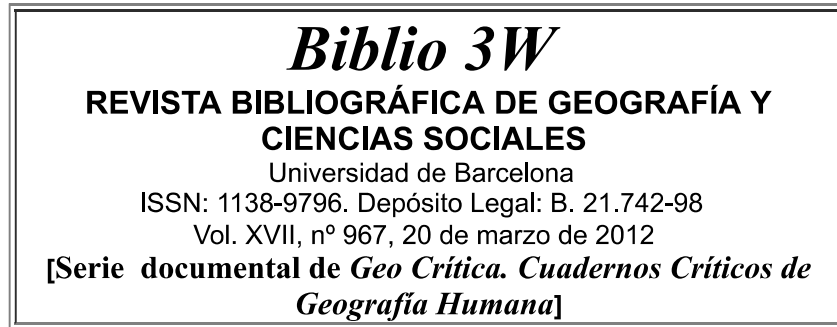 Biblio 3W
REVISTA BIBLIOGRÁFICA DE GEOGRAFÍA Y
CIENCIAS SOCIALES
Universidad de Barcelona
ISSN: 1138-9796. Depósito Legal: B. 21.742-98
Vol. XVII, nº 967, 20 de marzo de 2012
[Serie documental de Geo Crítica. Cuadernos Críticos de
Geografía Humana]